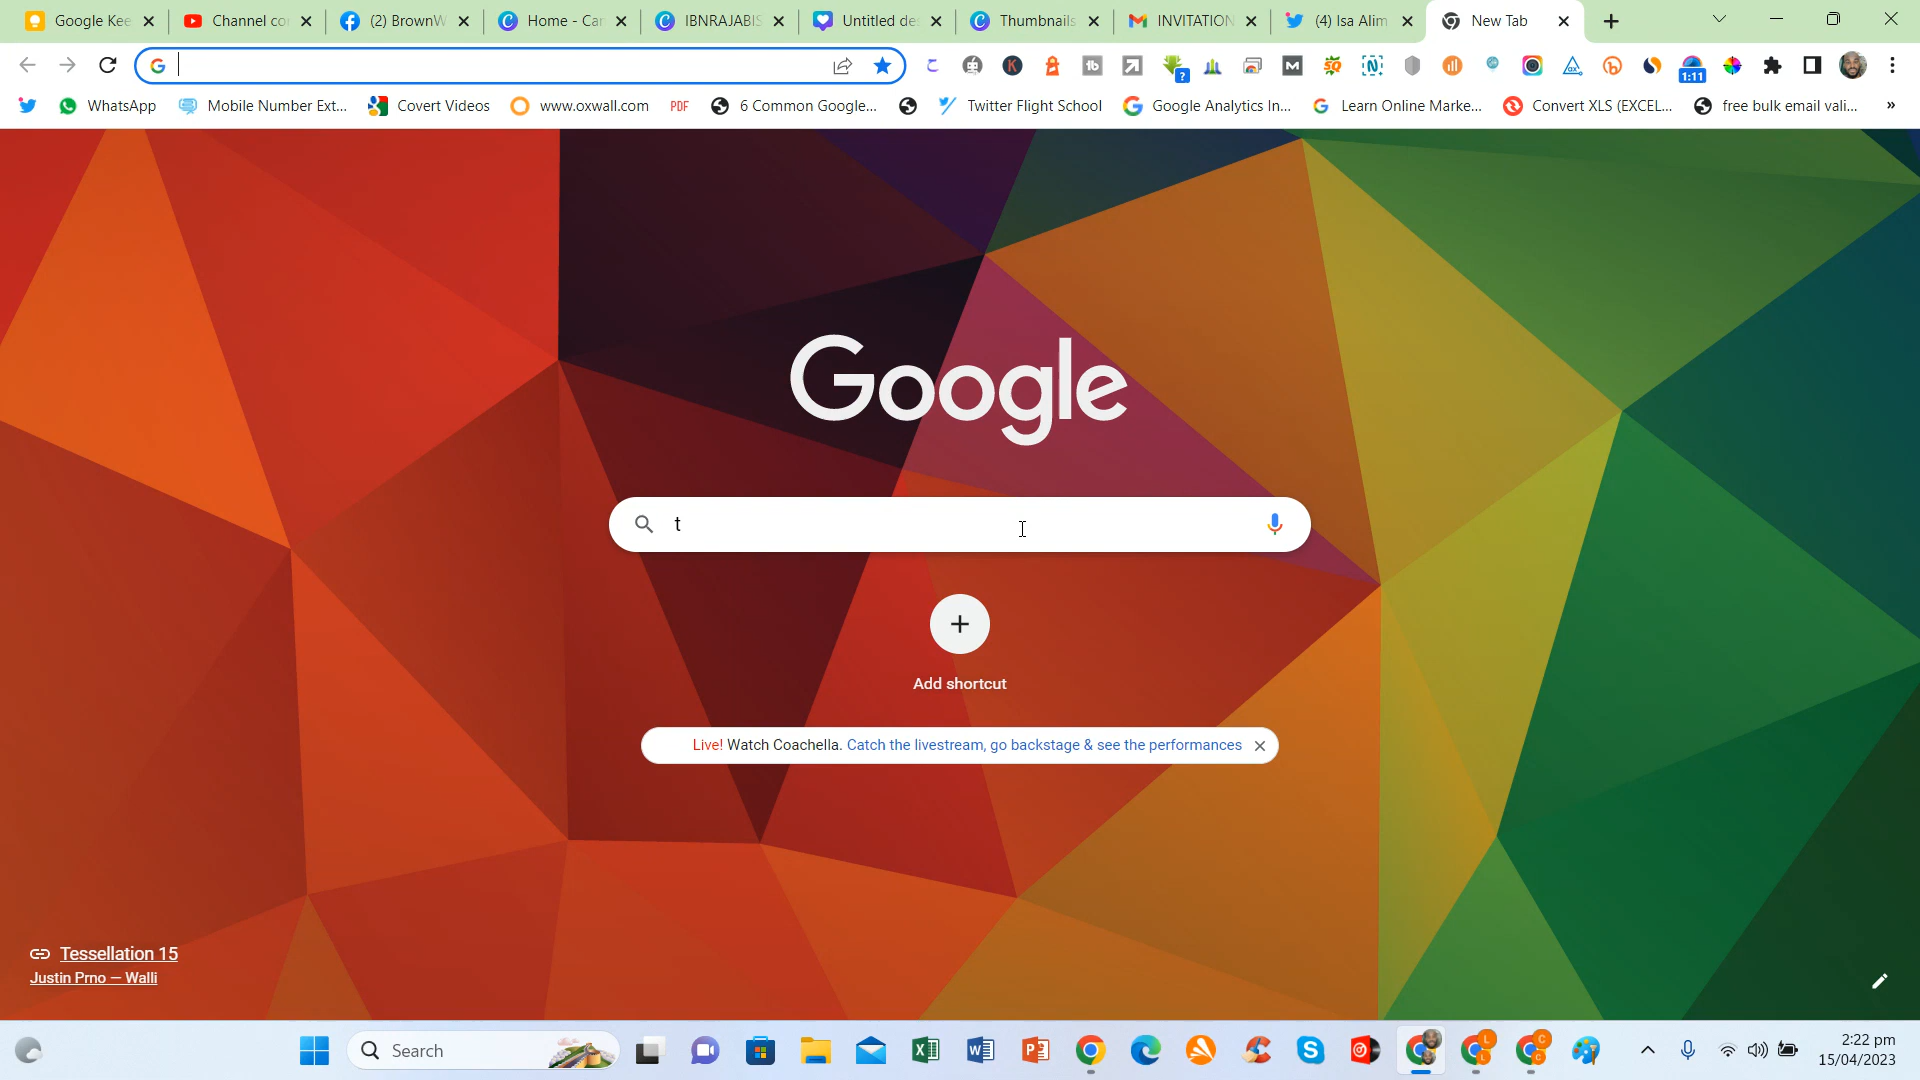 Google Kee
Channel co
(2) BrownW
Home - Ca
IBNRAJABIS
Untitled de
Thumbnails
INVITATION
(4) Isa Alim
New Tab
1:11
WhatsApp
Mobile Number Ext...
Covert Videos
www.oxwall.com
PDF
6 Common Google...
Twitter Flight School
Google Analytics In...
Learn Online Marke...
Convert XLS (EXCEL...
free bulk email vali...
»
Google
t
Add shortcut
Live! Watch Coachella. Catch the livestream, go backstage & see the performances
Tessellation 15
Justin Prno — Walli
Search
2:22 pm
15/04/2023